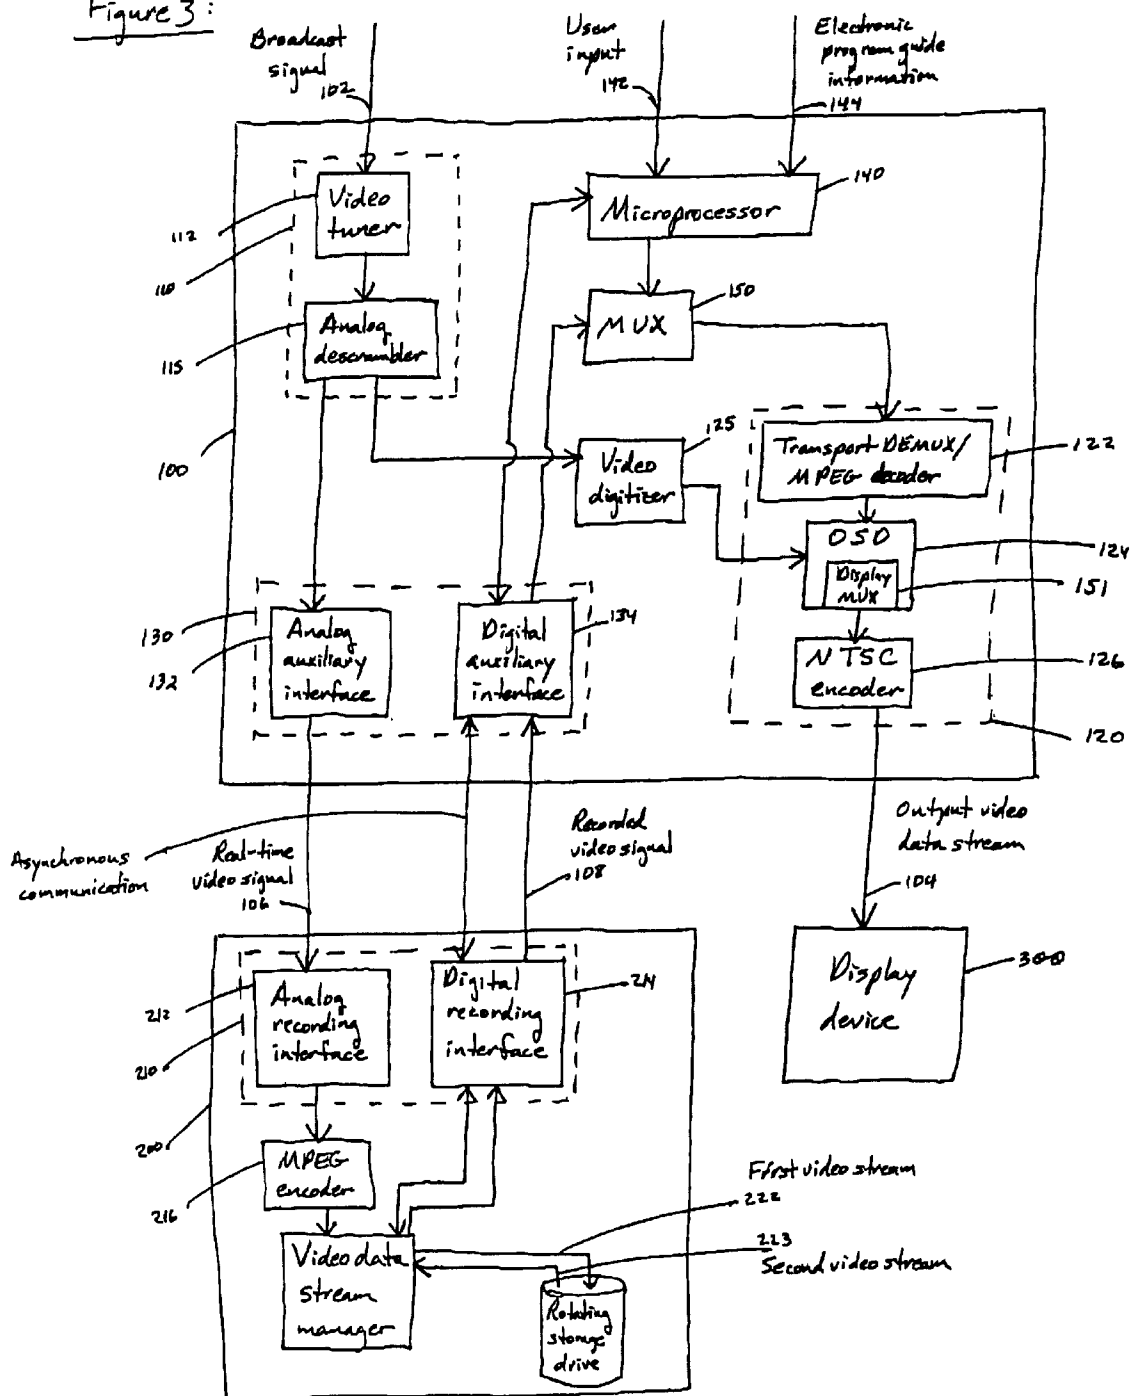 Figure 3:
Broadcast
signal
102
User
input
142
Electronic
program guide
information
144
Video
tuner
112
110
Microprocessor
140
MUX
150
Analog
descrambler
115
100
Video
digitizer
125
Transport DEMUX/
MPEG decoder
122
OSD
124
Display
MUX
151
NTSC
encoder
126
120
130
132
Analog
auxiliary
interface
Digital
auxiliary
interface
134
Asynchronous
communication
Real-time
video signal
106
Recorded
video signal
108
Output video
data stream
104
212
210
Analog
recording
interface
Digital
recording
interface
214
Display
device
300
200
MPEG
encoder
216
First video stream
222
223
Second video stream
Video data
stream
manager
Rotating
storage
drive